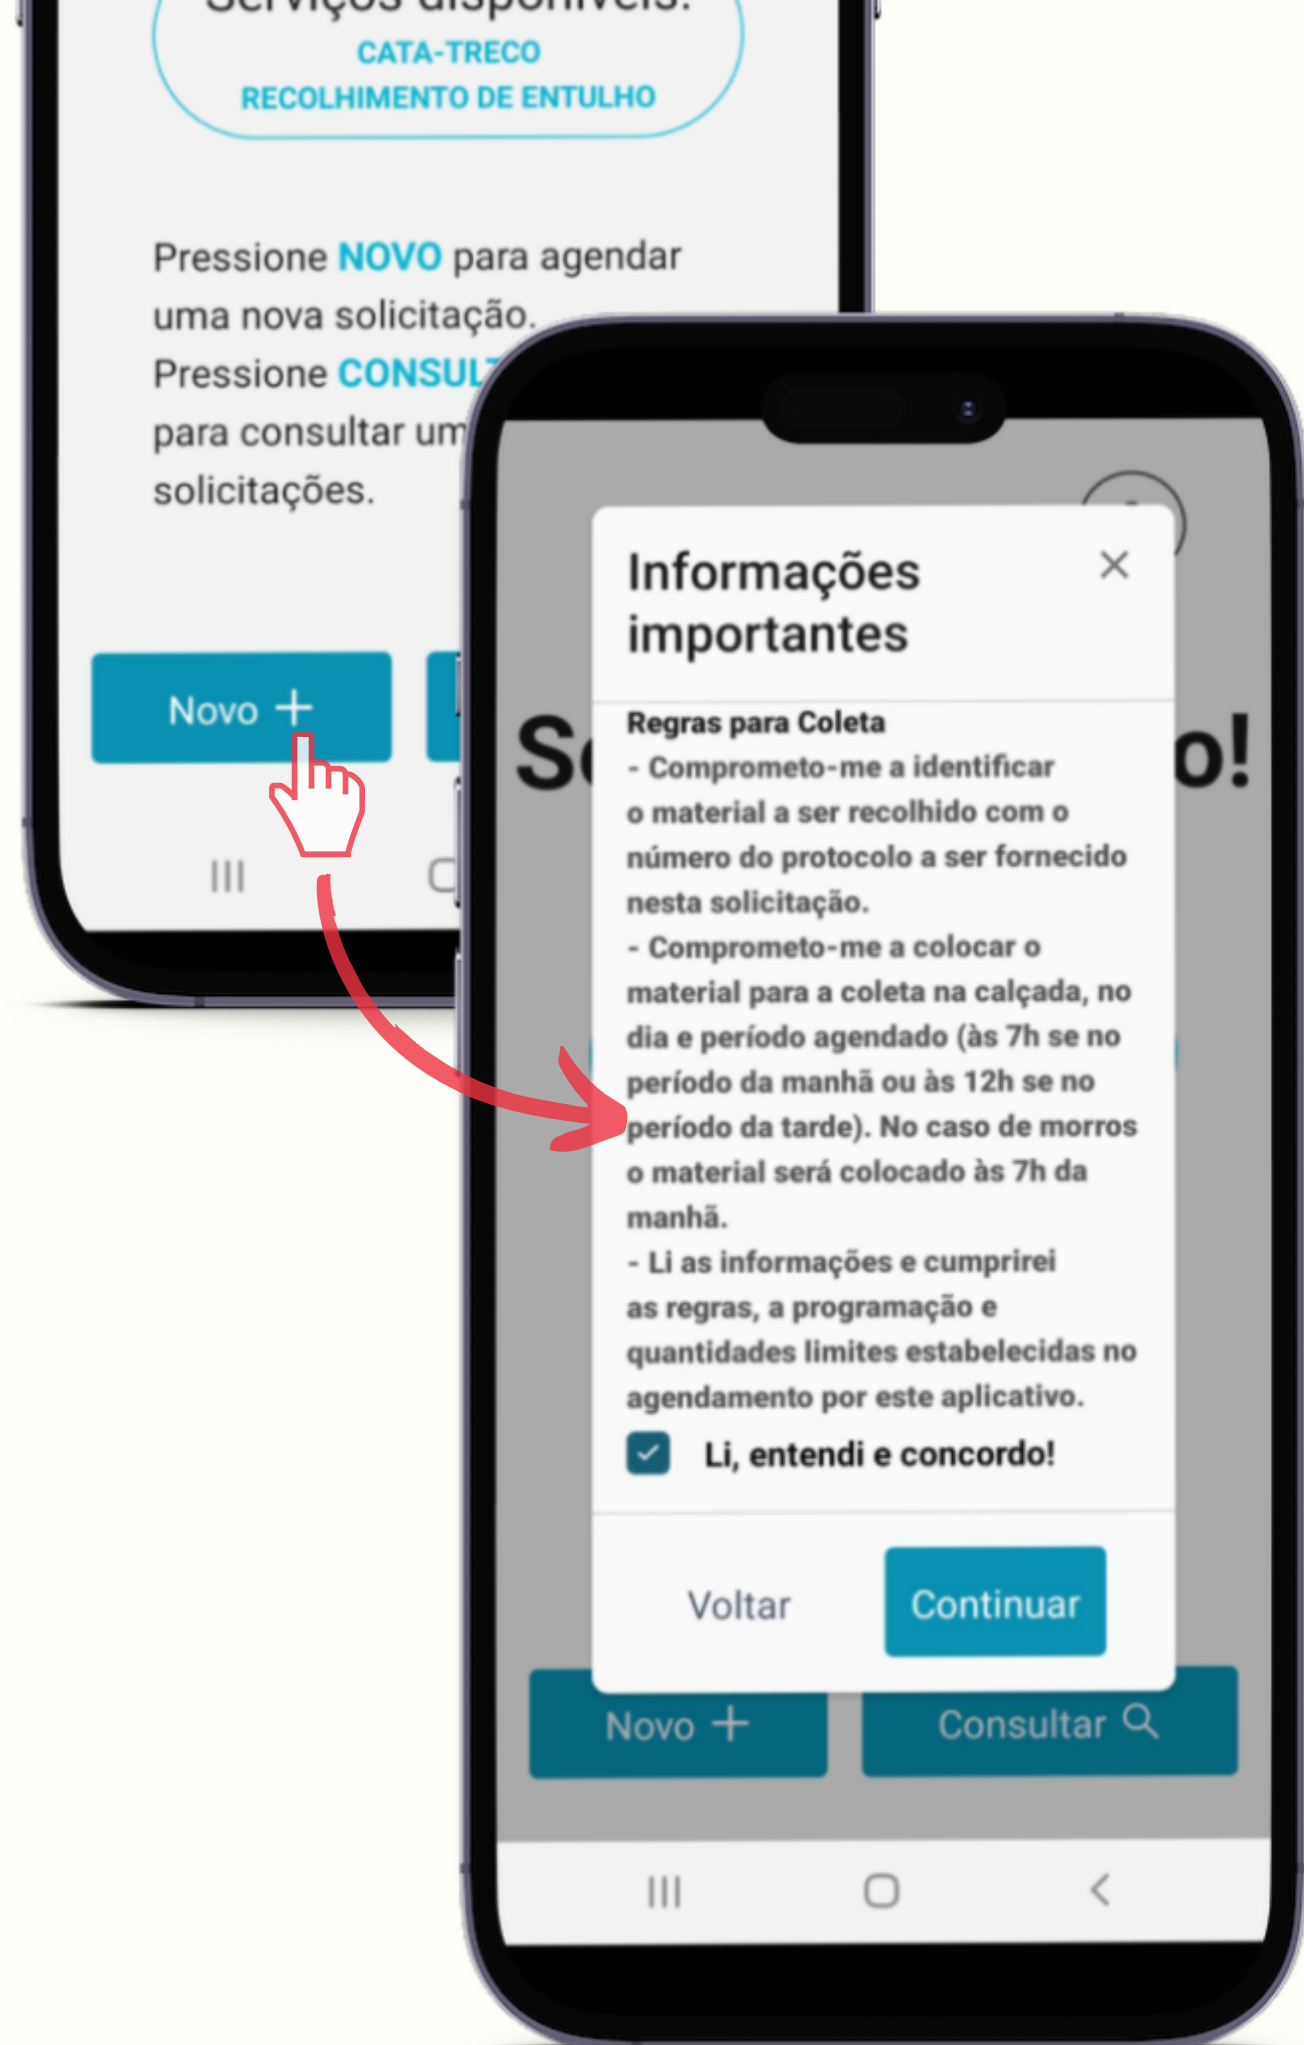 Serviços disponíveis:
CATA-TRECO
RECOLHIMENTO DE ENTULHO
Pressione NOVO para agendar
uma nova solicitação.
Pressione
para consultar
solicitações.
Novo
Informações
importantes
Regras para Coleta
- Comprometo-me a identificar
o material a ser recolhido com o
número do protocolo a ser fornecido
nesta solicitação.
- Comprometo-me a colocar o
material para a coleta na calçada, no
dia e período agendado (às 7h se no
período da manhã ou às 12h se no
período da tarde). No caso de morros
o material será colocado às 7h da
manhã.
- Li as informações e cumprirei
as regras, a programação e
quantidades limites estabelecidas no
agendamento por este aplicativo.
Li, entendi e concordo!
Voltar
Continuar
Novo
Consultar